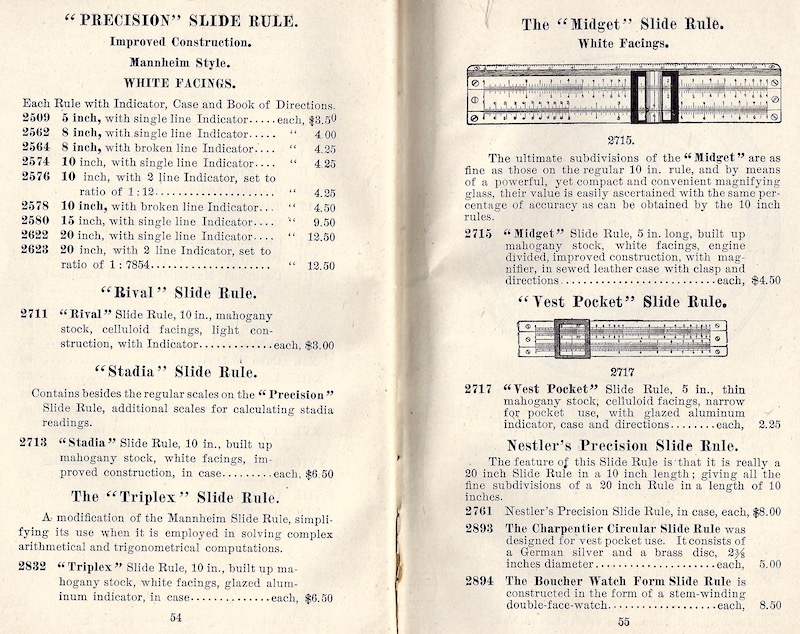 "PRECISION" SLIDE RULE.
Improved Construction.
Mannheim Style.
WHITE FACINGS.
Each Rule with Indicator, Case and Book of Directions.
2509 5 inch, with single line Indicator.....each, $3.50
2562 8 inch, with single line Indicator..... " 4.00
2564 8 inch, with broken line Indicator.... " 4.25
2574 10 inch, with single line Indicator.... " 4.25
2576 10 inch, with 2 line Indicator, set to
ratio of 1:12..................... " 4.25
2578 10 inch, with broken line Indicator... " 4.50
2580 15 inch, with single line Indicator.... " 9.50
2622 20 inch, with single line Indicator.... " 12.50
2623 20 inch, with 2 line Indicator, set to
ratio of 1 : 7854..................... " 12.50
"Rival" Slide Rule.
2711 "Rival" Slide Rule, 10 in., mahogany
stock, celluloid facings, light con-
struction, with Indicator............each, $3.00
"Stadia" Slide Rule.
Contains besides the regular scales on the "Precision"
Slide Rule, additional scales for calculating stadia
readings.
2713 "Stadia" Slide Rule, 10 in., built up
mahogany stock, white facings, im-
proved construction, in case.........each. $6.50
The "Triplex" Slide Rule.
A modification of the Mannheim Slide Rule, simpli-
fying its use when it is employed in solving complex
arithmetical and trigonometrical computations.
2832 "Triplex" Slide Rule, 10 in., built up ma-
hogany stock, white facings, glazed alum-
inum indicator, in case..............each, $6.50
54
The "Midget" Slide Rule.
White Facings.
2715.
The ultimate subdivisions of the "Midget" are as
fine as those on the regular 10 in. rule, and by means
of a powerful, yet compact and convenient magnifying
glass, their value is easily ascertained with the same per-
centage of accuracy as can be obtained by the 10 inch
rules.
2715 "Midget" Slide Rule, 5 in. long, built up
mahogany stock, white facings, engine
divided, improved construction, with mag-
nifier, in sewed leather case with clasp and
directions...........................each, $4.50
"Vest Pocket" Slide Rule.
2717
2717 "Vest Pocket" Slide Rule, 5 in., thin
mahogany stock; celluloid facings, narrow
for pocket use, with glazed aluminum
indicator, case and directions........each, 2.25
Nestler's Precision Slide Rule.
The feature of this Slide Rule is that it is really a
20 inch Slide Rule in a 10 inch length; giving all the
fine subdivisions of a 20 inch Rule in a length of 10
inches.
2761 Nestler's Precision Slide Rule, in case, each, $8.00
2893 The Charpentier Circular Slide Rule was
designed for vest pocket use. It consists of
a German silver and a brass disc, 2⅜
inches diameter.....................each, 5.00
2894 The Boucher Watch Form Slide Rule is
constructed in the form of a stem-winding
double-face-watch....................each, 8.50
55